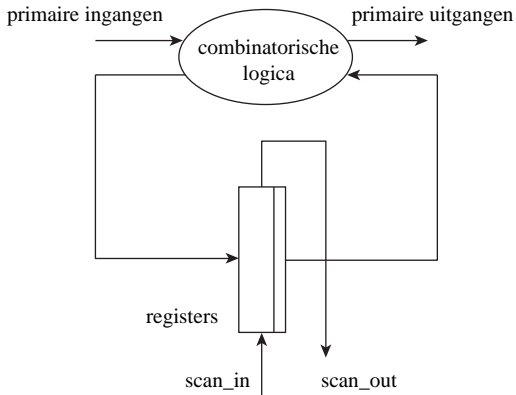 primaire ingangen
primaire uitgangen
combinatorische
logica
registers
scan_in
scan_out